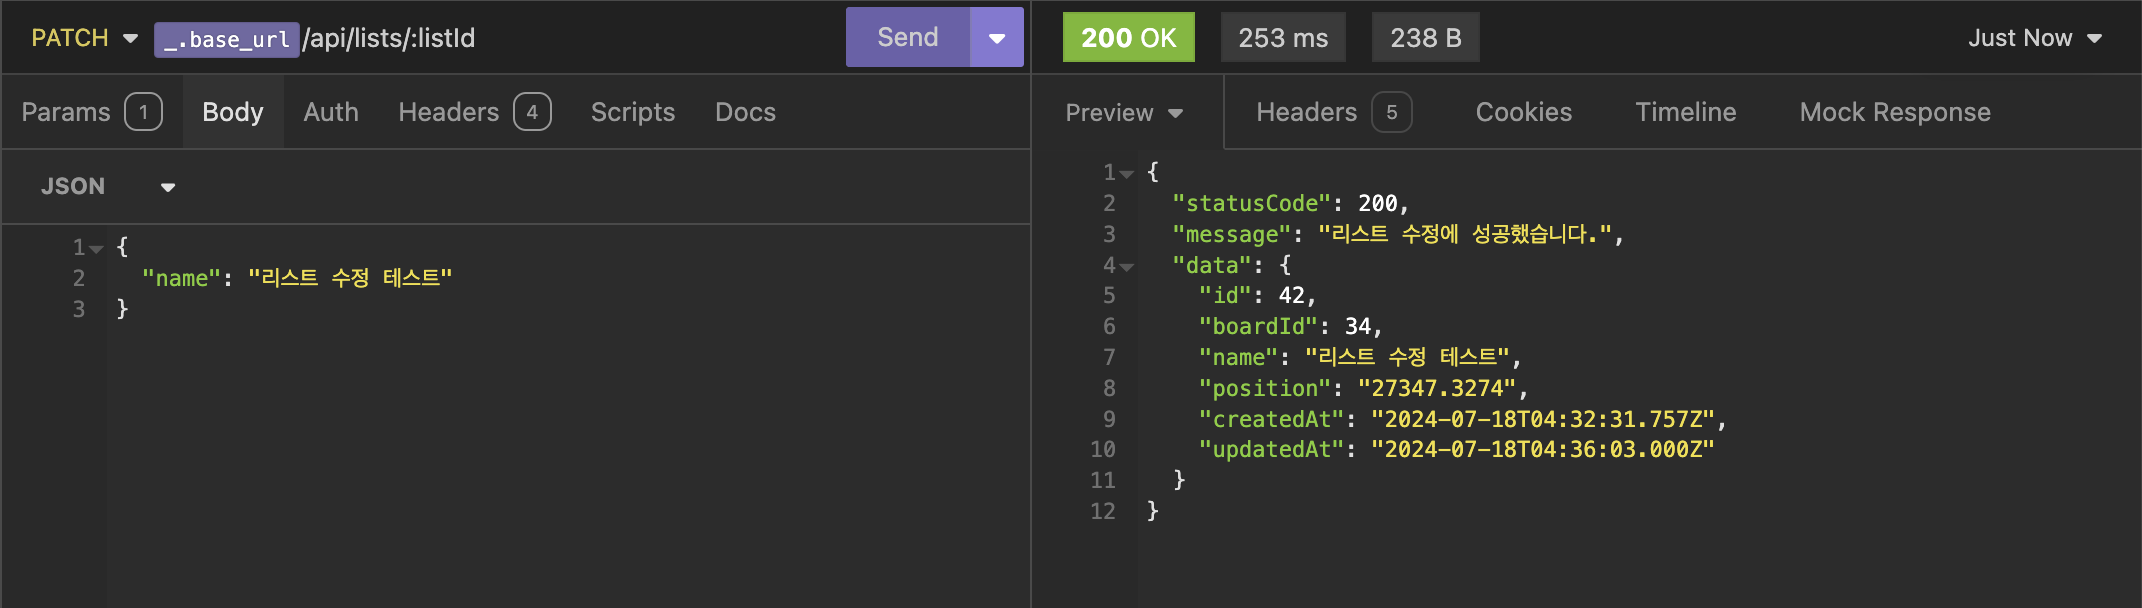 PATCH _.base_url /api/lists/:listId Send
Params 1 Body Auth Headers 4 Scripts Docs
JSON
1 {
2 "name": "리스트 수정 테스트"
3 }
200 OK 253 ms 238 B Just Now
Preview Headers 5 Cookies Timeline Mock Response
1 {
2 "statusCode": 200,
3 "message": "리스트 수정에 성공했습니다.",
4 "data": {
5 "id": 42,
6 "boardId": 34,
7 "name": "리스트 수정 테스트",
8 "position": "27347.3274",
9 "createdAt": "2024-07-18T04:32:31.757Z",
10 "updatedAt": "2024-07-18T04:36:03.000Z"
11 }
12 }